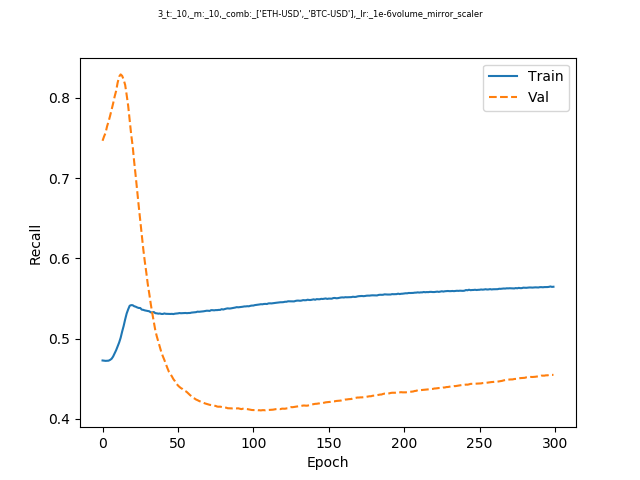 3_t:_10,_m:_10,_comb:_['ETH-USD',_'BTC-USD'],_lr:_1e-6volume_mirror_scaler
Train
Val
0.8
0.7
0.6
0.5
0.4
Recall
0 50 100 150 200 250 300
Epoch